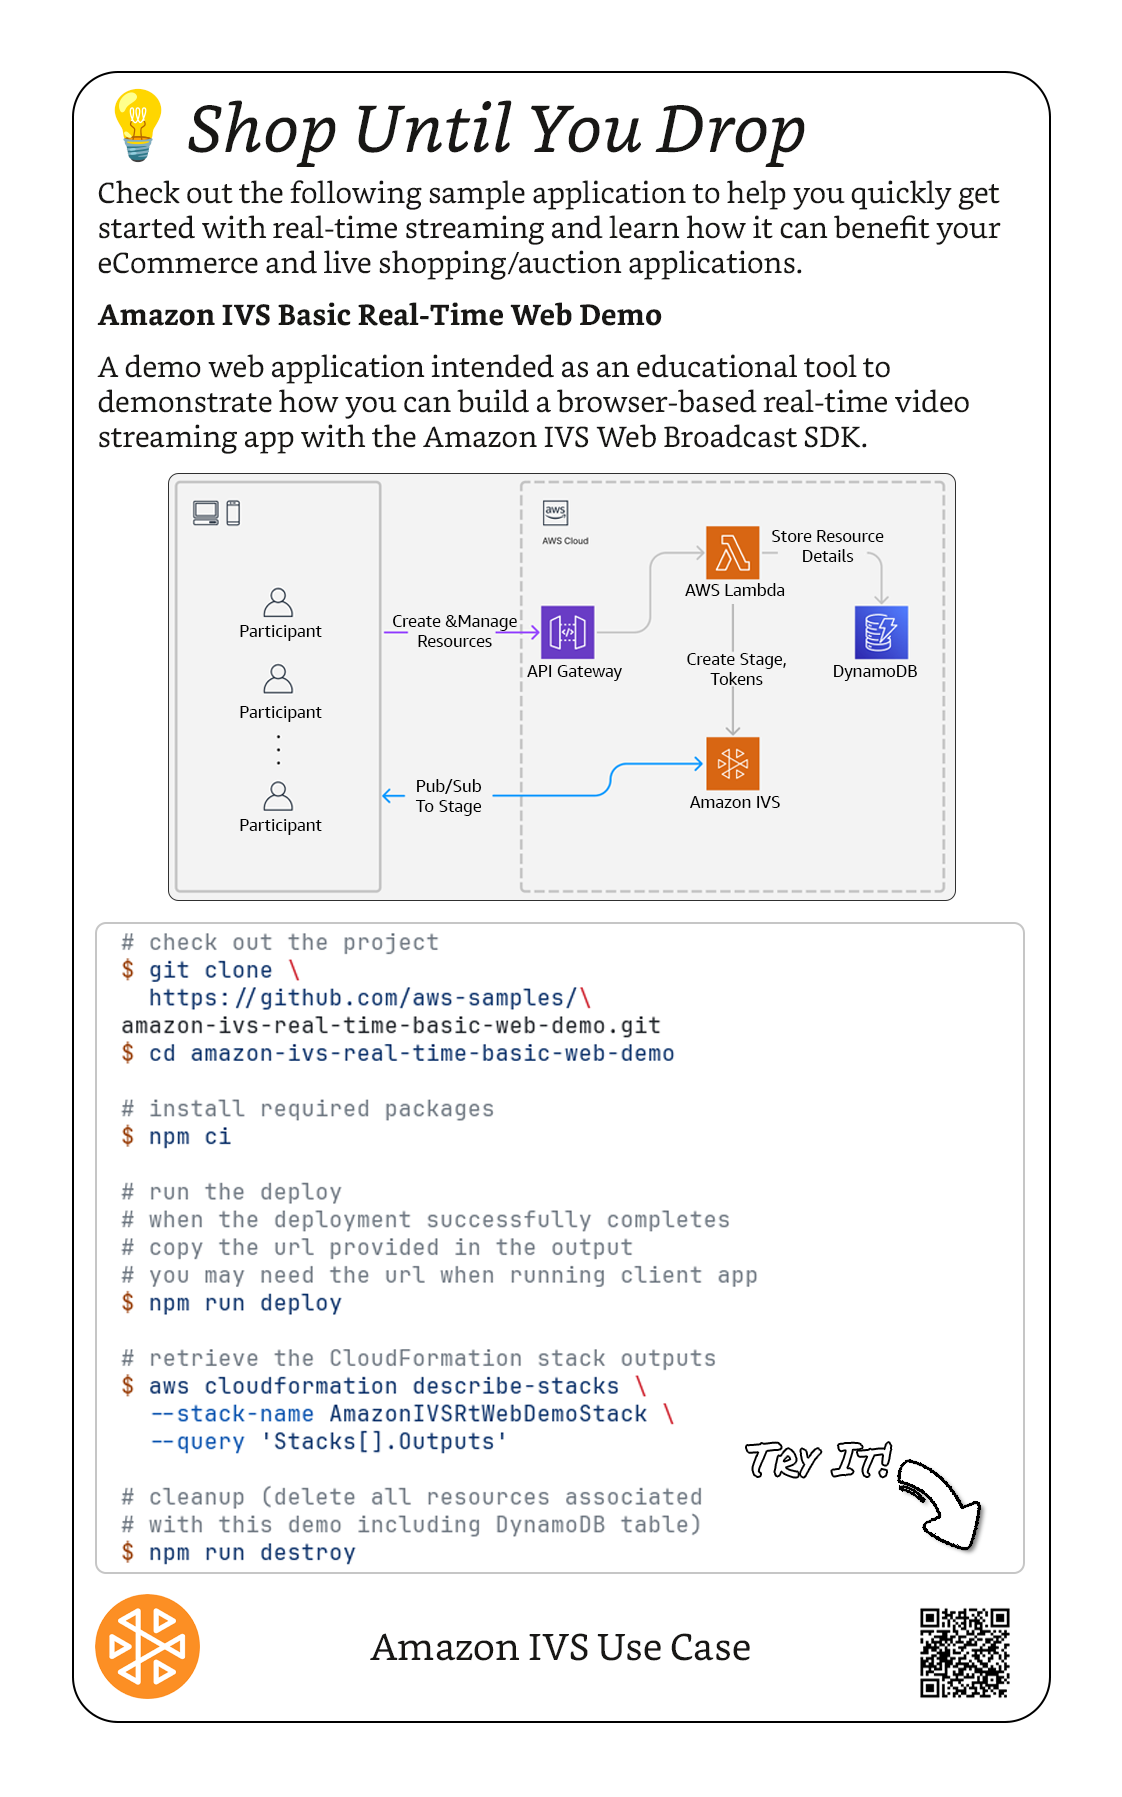 Shop Until You Drop
Check out the following sample application to help you quickly get
started with real-time streaming and learn how it can benefit your
eCommerce and live shopping/auction applications.
Amazon IVS Basic Real-Time Web Demo
A demo web application intended as an educational tool to
demonstrate how you can build a browser-based real-time video
streaming app with the Amazon IVS Web Broadcast SDK.
aws
AWS Cloud
Store Resource
Details
AWS Lambda
Participant
Create &Manage
Resources
API Gateway
Create Stage,
Tokens
DynamoDB
Participant
Pub/Sub
To Stage
Amazon IVS
Participant
# check out the project
$ git clone \
https://github.com/aws-samples/\
amazon-ivs-real-time-basic-web-demo.git
$ cd amazon-ivs-real-time-basic-web-demo
# install required packages
$ npm ci
# run the deploy
# when the deployment successfully completes
# copy the url provided in the output
# you may need the url when running client app
$ npm run deploy
# retrieve the CloudFormation stack outputs
$ aws cloudformation describe-stacks \
--stack-name AmazonIVSRtWebDemoStack \
--query 'Stacks[].Outputs'
Try It!
# cleanup (delete all resources associated
# with this demo including DynamoDB table)
$ npm run destroy
Amazon IVS Use Case